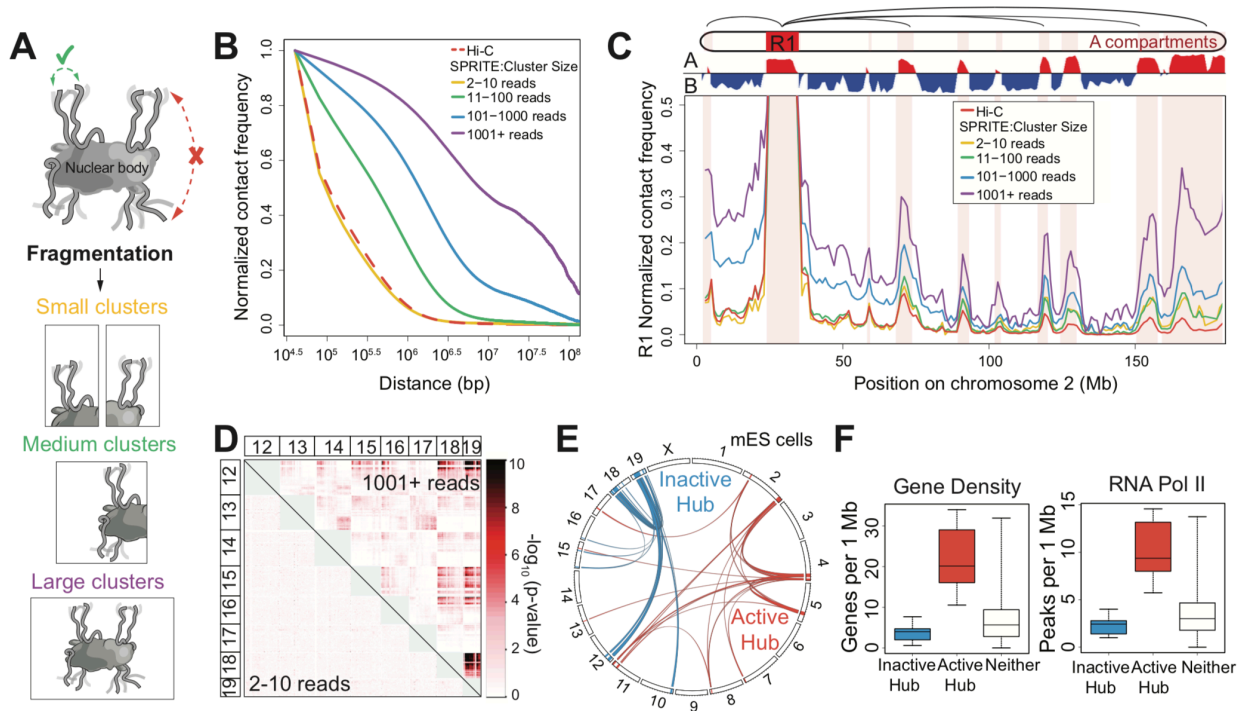 A
Nuclear body
Fragmentation
Small clusters
Medium clusters
Large clusters
B
Normalized contact frequency
1.0
0.8
0.6
0.4
0.2
0.0
Hi-C
SPRITE:Cluster Size
2−10 reads
11−100 reads
101−1000 reads
1001+ reads
10^4.5 10^5 10^5.5 10^6 10^6.5 10^7 10^7.5 10^8
Distance (bp)
C
R1
A compartments
A
B
R1 Normalized contact frequency
0.5
0.4
0.3
0.2
0.1
0.0
Hi-C
SPRITE:Cluster Size
2−10 reads
11−100 reads
101−1000 reads
1001+ reads
0 50 100 150
Position on chromosome 2 (Mb)
D
12 13 14 15 16 17 18 19
12
13
14
15
16
17
18
19
1001+ reads
2-10 reads
10
8
6
4
2
0
-log10 (p-value)
E
mES cells
X 1 2 3 4 5 6 7 8 9 10 11 12 13 14 15 16 17 18 19
Inactive
Hub
Active
Hub
F
Gene Density
Genes per 1 Mb
30
20
10
0
Inactive Active Neither
Hub Hub
RNA Pol II
Peaks per 1 Mb
15
10
5
0
Inactive Active Neither
Hub Hub